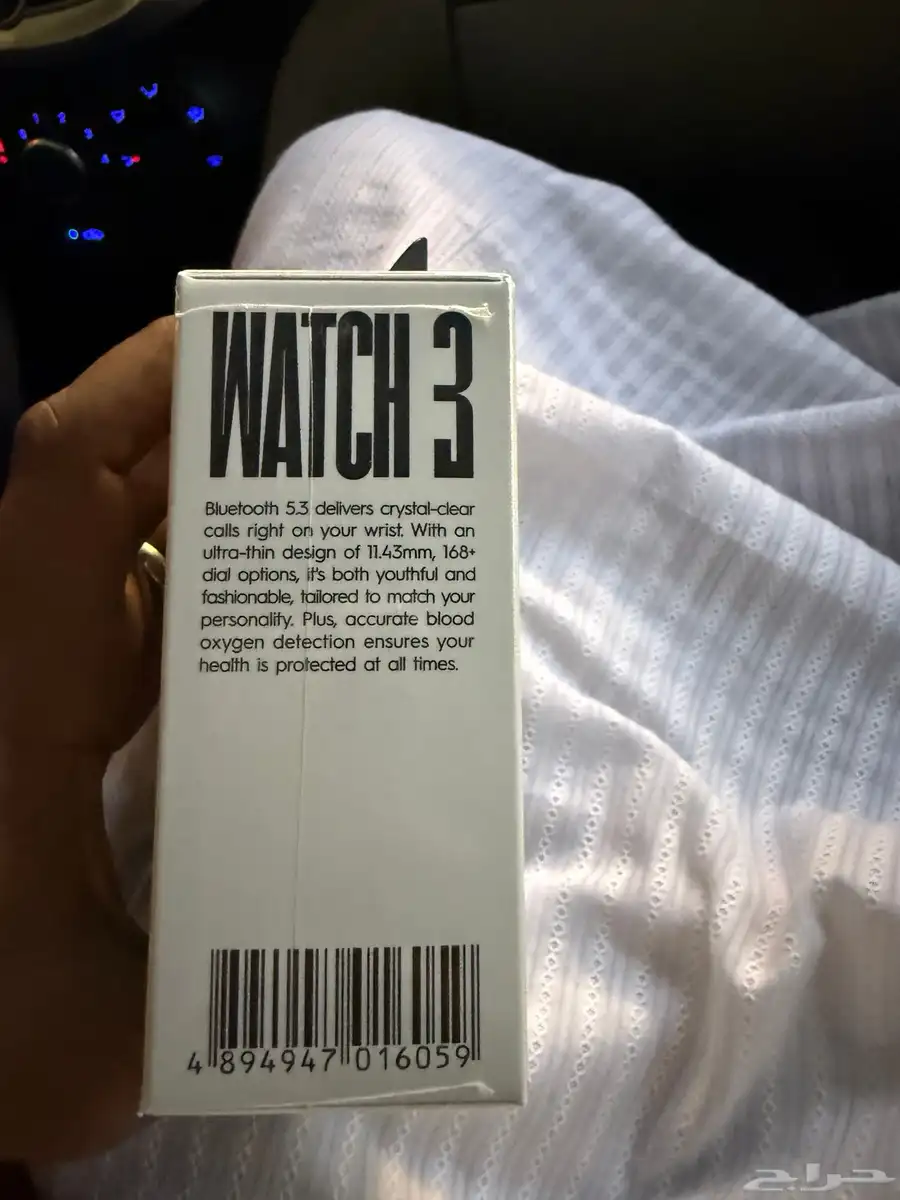 WATCH 3
Bluetooth 5.3 delivers crystal-clear
calls right on your wrist. With an
ultra-thin design of 11.43mm, 168+
dial options, it's both youthful and
fashionable, tailored to match your
personality. Plus, accurate blood
oxygen detection ensures your
health is protected at all times.
4 894947 016059
حراج